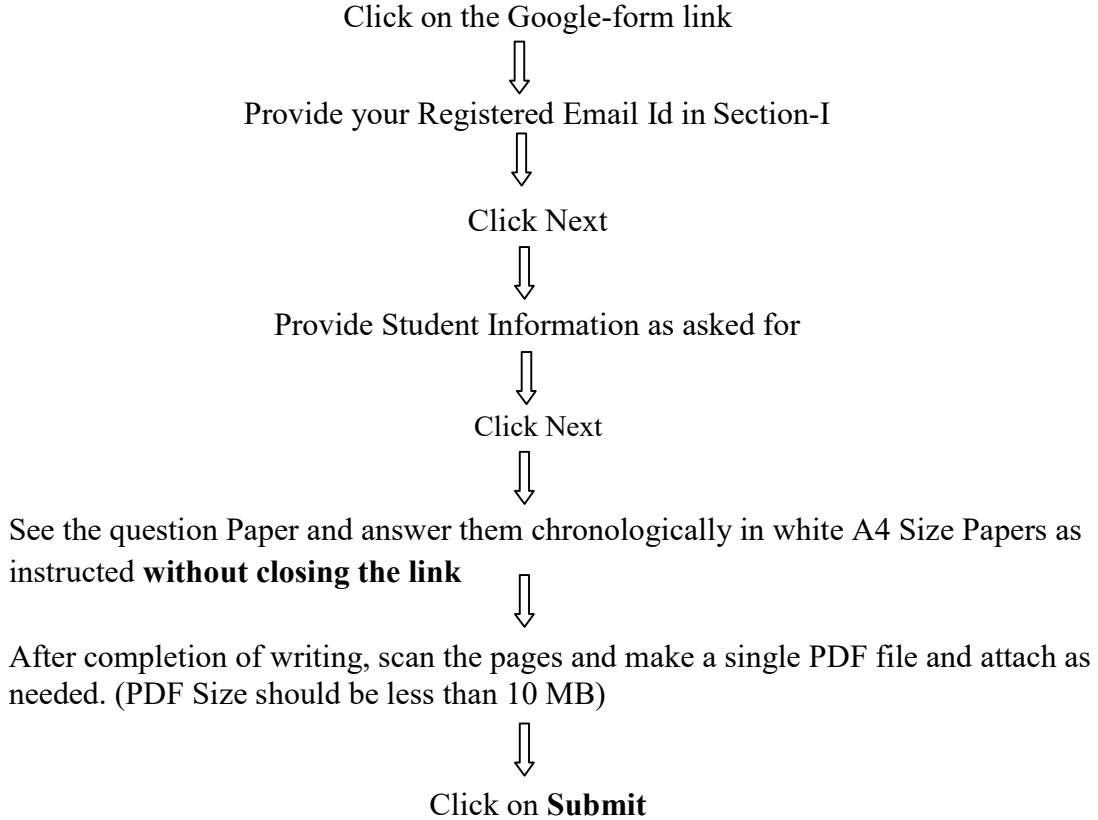 Click on the Google-form link
Provide your Registered Email Id in Section-I
Click Next
Provide Student Information as asked for
Click Next
See the question Paper and answer them chronologically in white A4 Size Papers as
instructed without closing the link
After completion of writing, scan the pages and make a single PDF file and attach as
needed. (PDF Size should be less than 10 MB)
Click on Submit